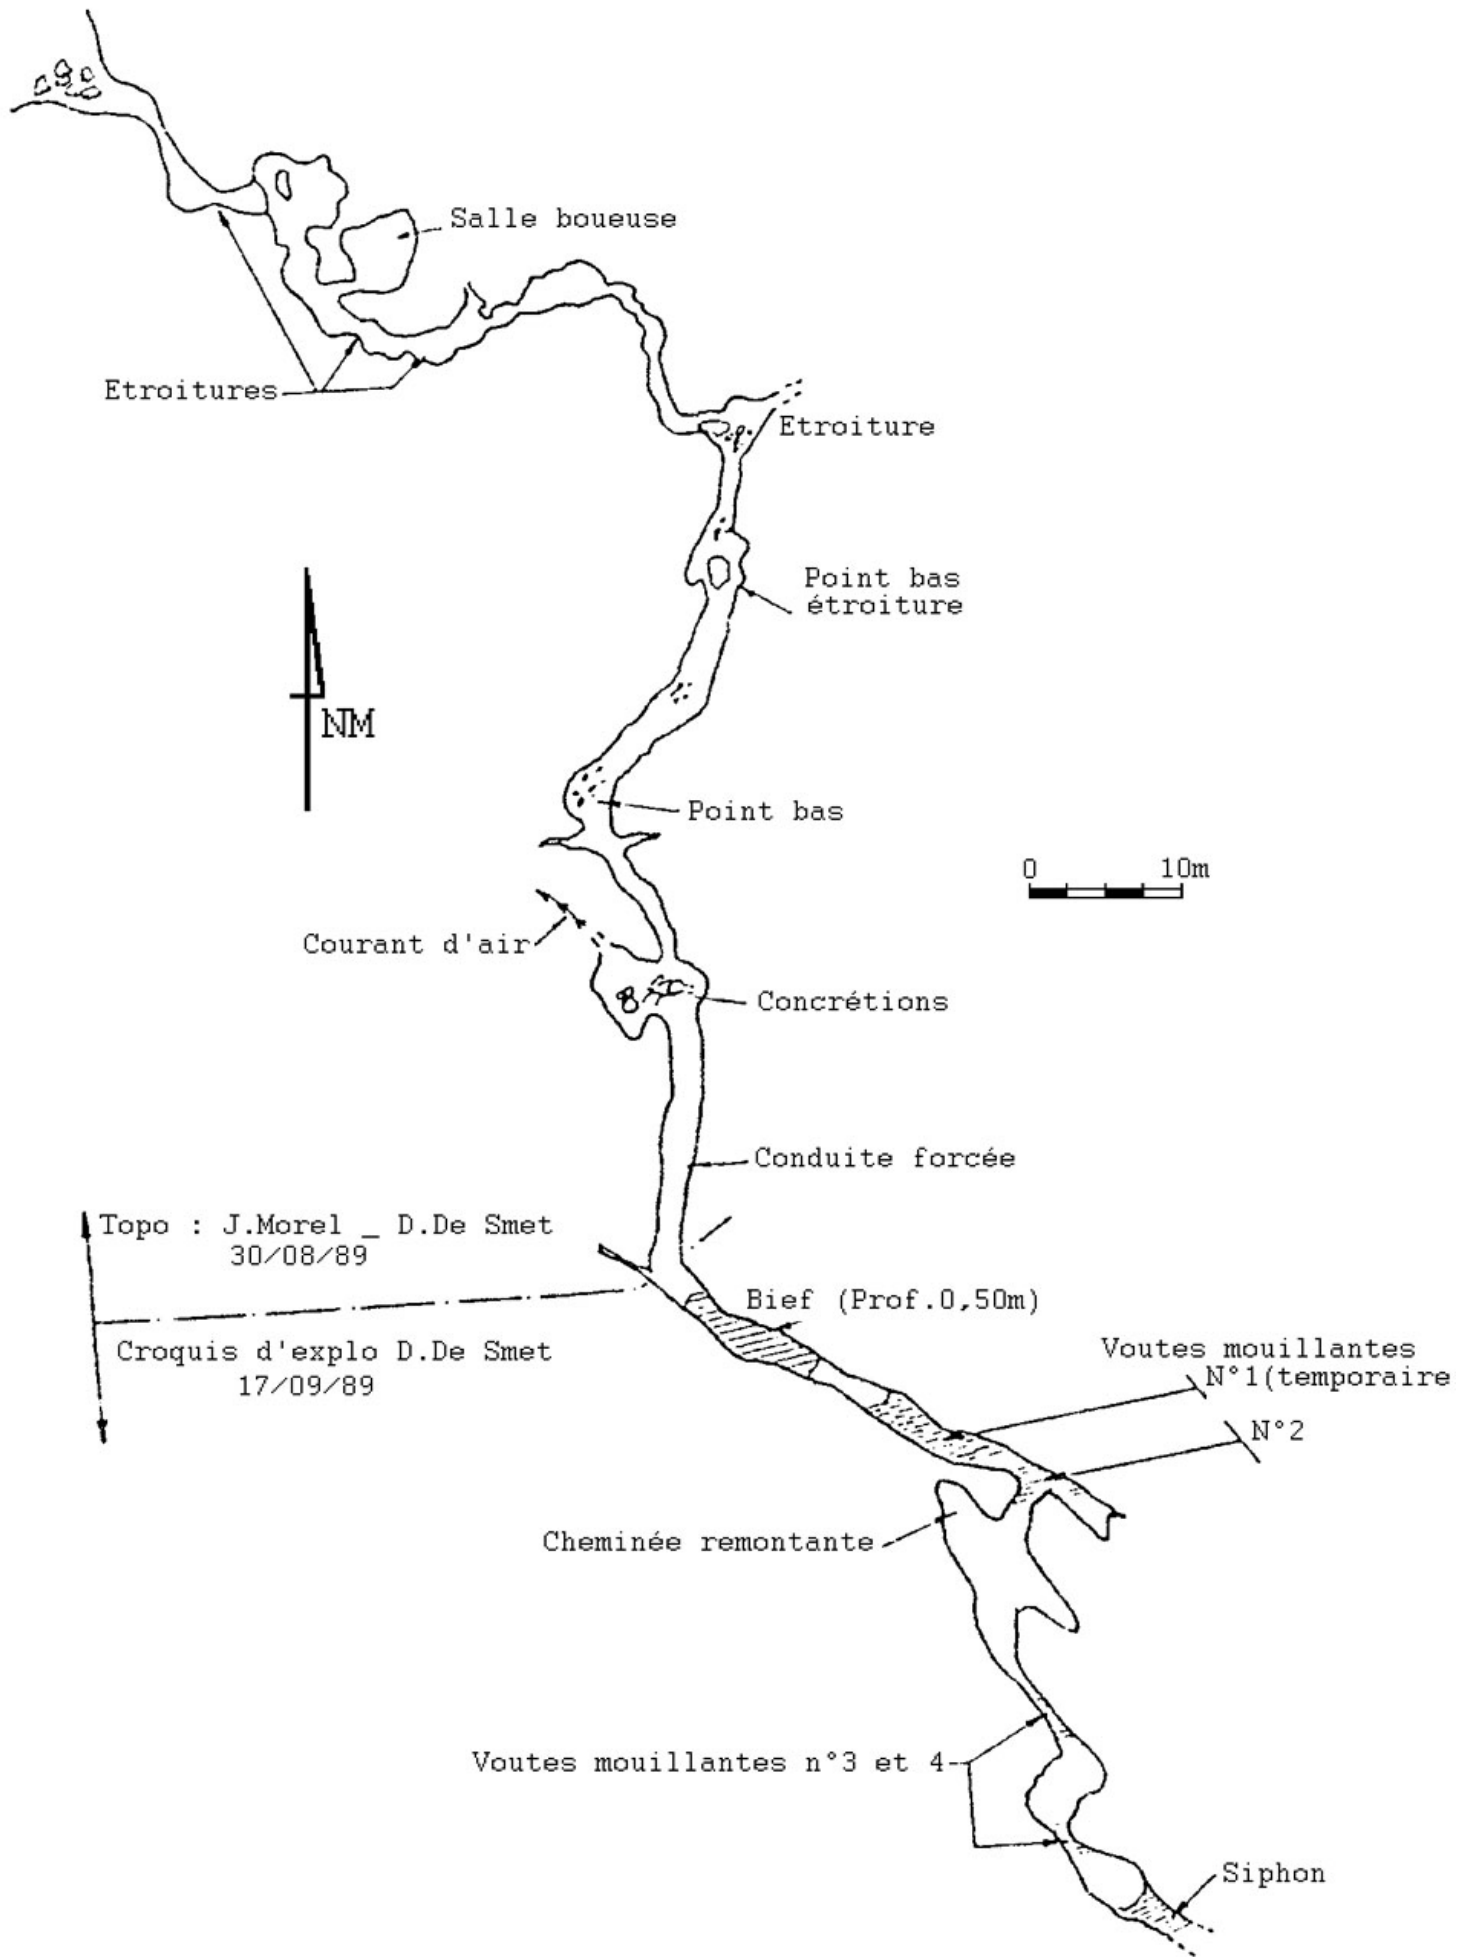 Salle boueuse
Etroitures
Etroiture
Point bas
étroiture
NM
Point bas
0 10m
Courant d'air
Concrétions
Conduite forcée
Topo : J.Morel _ D.De Smet
30/08/89
Bief (Prof.0,50m)
Croquis d'explo D.De Smet
17/09/89
Voutes mouillantes
N°1(temporaire
N°2
Cheminée remontante
Voutes mouillantes n°3 et 4
Siphon